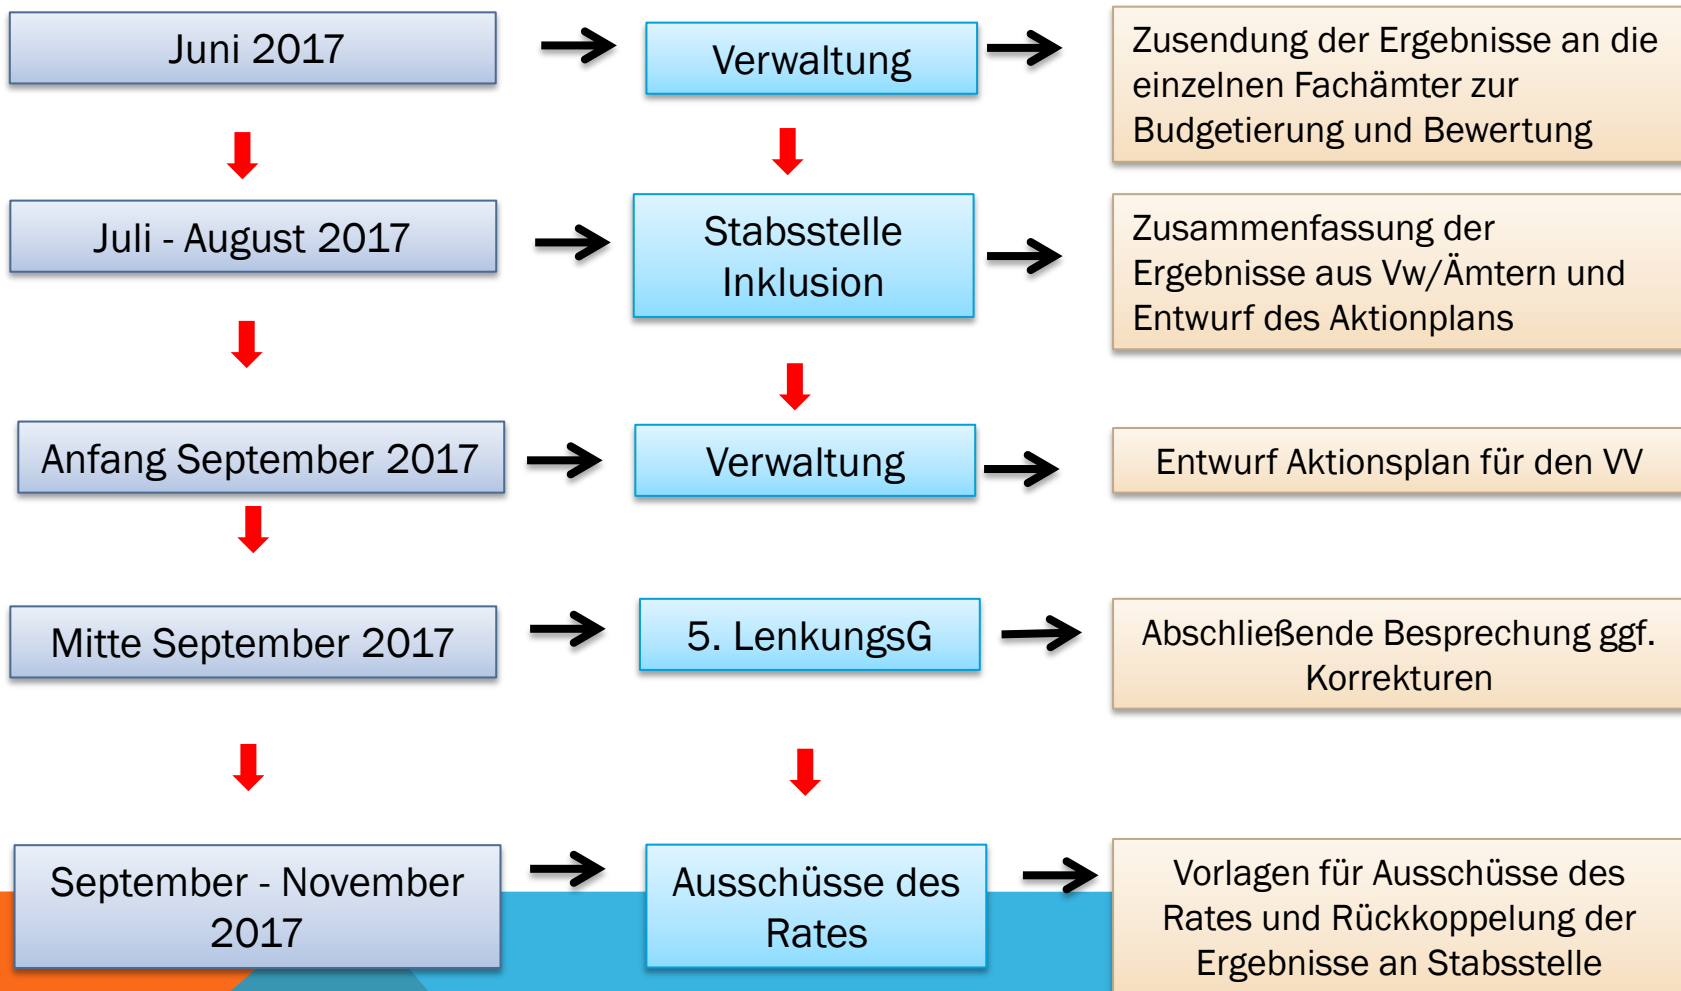 Juni 2017
Verwaltung
Zusendung der Ergebnisse an die
einzelnen Fachämter zur
Budgetierung und Bewertung
Juli - August 2017
Stabsstelle
Inklusion
Zusammenfassung der
Ergebnisse aus Vw/Ämtern und
Entwurf des Aktionplans
Anfang September 2017
Verwaltung
Entwurf Aktionsplan für den VV
Mitte September 2017
5. LenkungsG
Abschließende Besprechung ggf.
Korrekturen
September - November
2017
Ausschüsse des
Rates
Vorlagen für Ausschüsse des
Rates und Rückkoppelung der
Ergebnisse an Stabsstelle